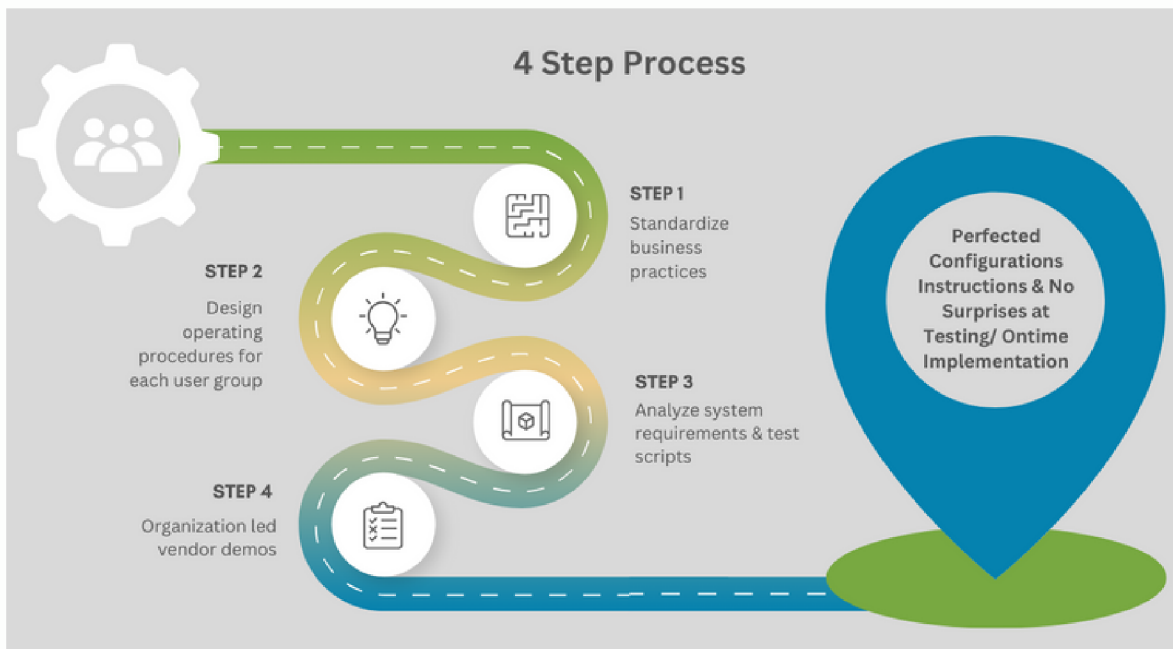 4 Step Process
STEP 1
Standardize
business
practices
STEP 2
Design
operating
procedures for
each user group
STEP 3
Analyze system
requirements & test
scripts
STEP 4
Organization led
vendor demos
Perfected
Configurations
Instructions & No
Surprises at
Testing/ Ontime
Implementation